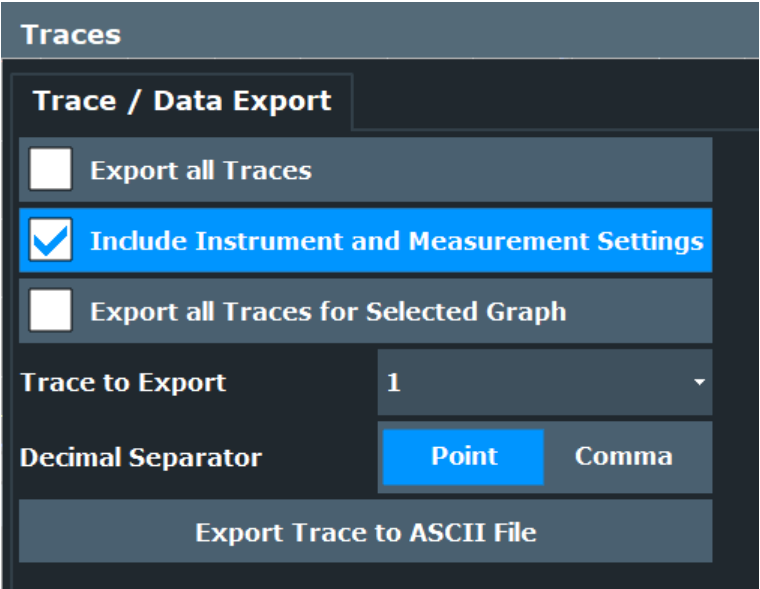 Traces
Trace / Data Export
Export all Traces
Include Instrument and Measurement Settings
Export all Traces for Selected Graph
Trace to Export 1
Decimal Separator Point Comma
Export Trace to ASCII File